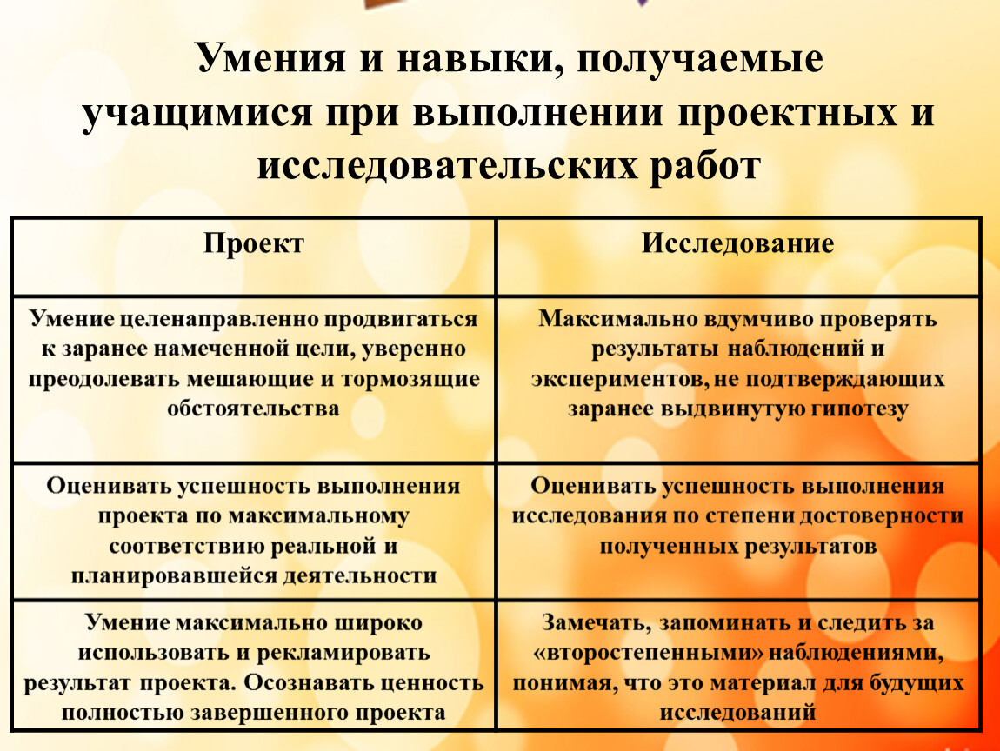 Умения и навыки, получаемые
учащимися при выполнении проектных и
исследовательских работ
Проект
Исследование
Умение целенаправленно продвигаться
к заранее намеченной цели, уверенно
преодолевать мешающие и тормозящие
обстоятельства
Максимально вдумчиво проверять
результаты наблюдений и
экспериментов, не подтверждающих
заранее выдвинутую гипотезу
Оценивать успешность выполнения
проекта по максимальному
соответствию реальной и
планировавшейся деятельности
Оценивать успешность выполнения
исследования по степени достоверности
полученных результатов
Умение максимально широко
использовать и рекламировать
результат проекта. Осознавать ценность
полностью завершенного проекта
Замечать, запоминать и следить за
«второстепенными» наблюдениями,
понимая, что это материал для будущих
исследований